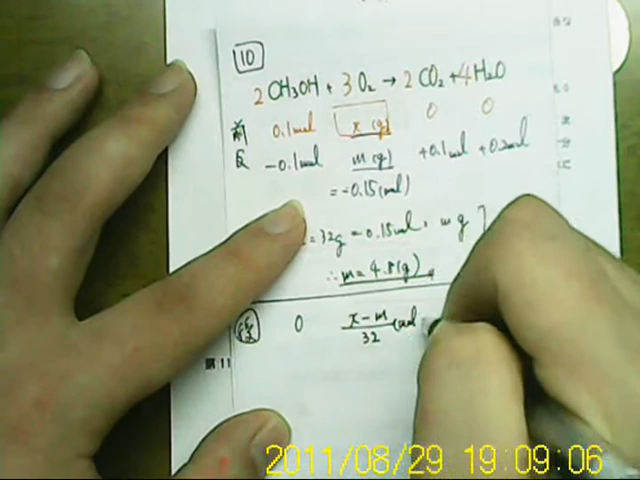 10
2CH3OH + 3O2 → 2CO2 + 4H2O
前 0.1mol x (g) 0 0
反 -0.1mol m(g) +0.1mol +0.2mol
= -0.15(mol)
= 32g = 0.15mol : m g
∴ m = 4.8(g)
後 0 x-m/32 (mol
2011/08/29 19:09:06